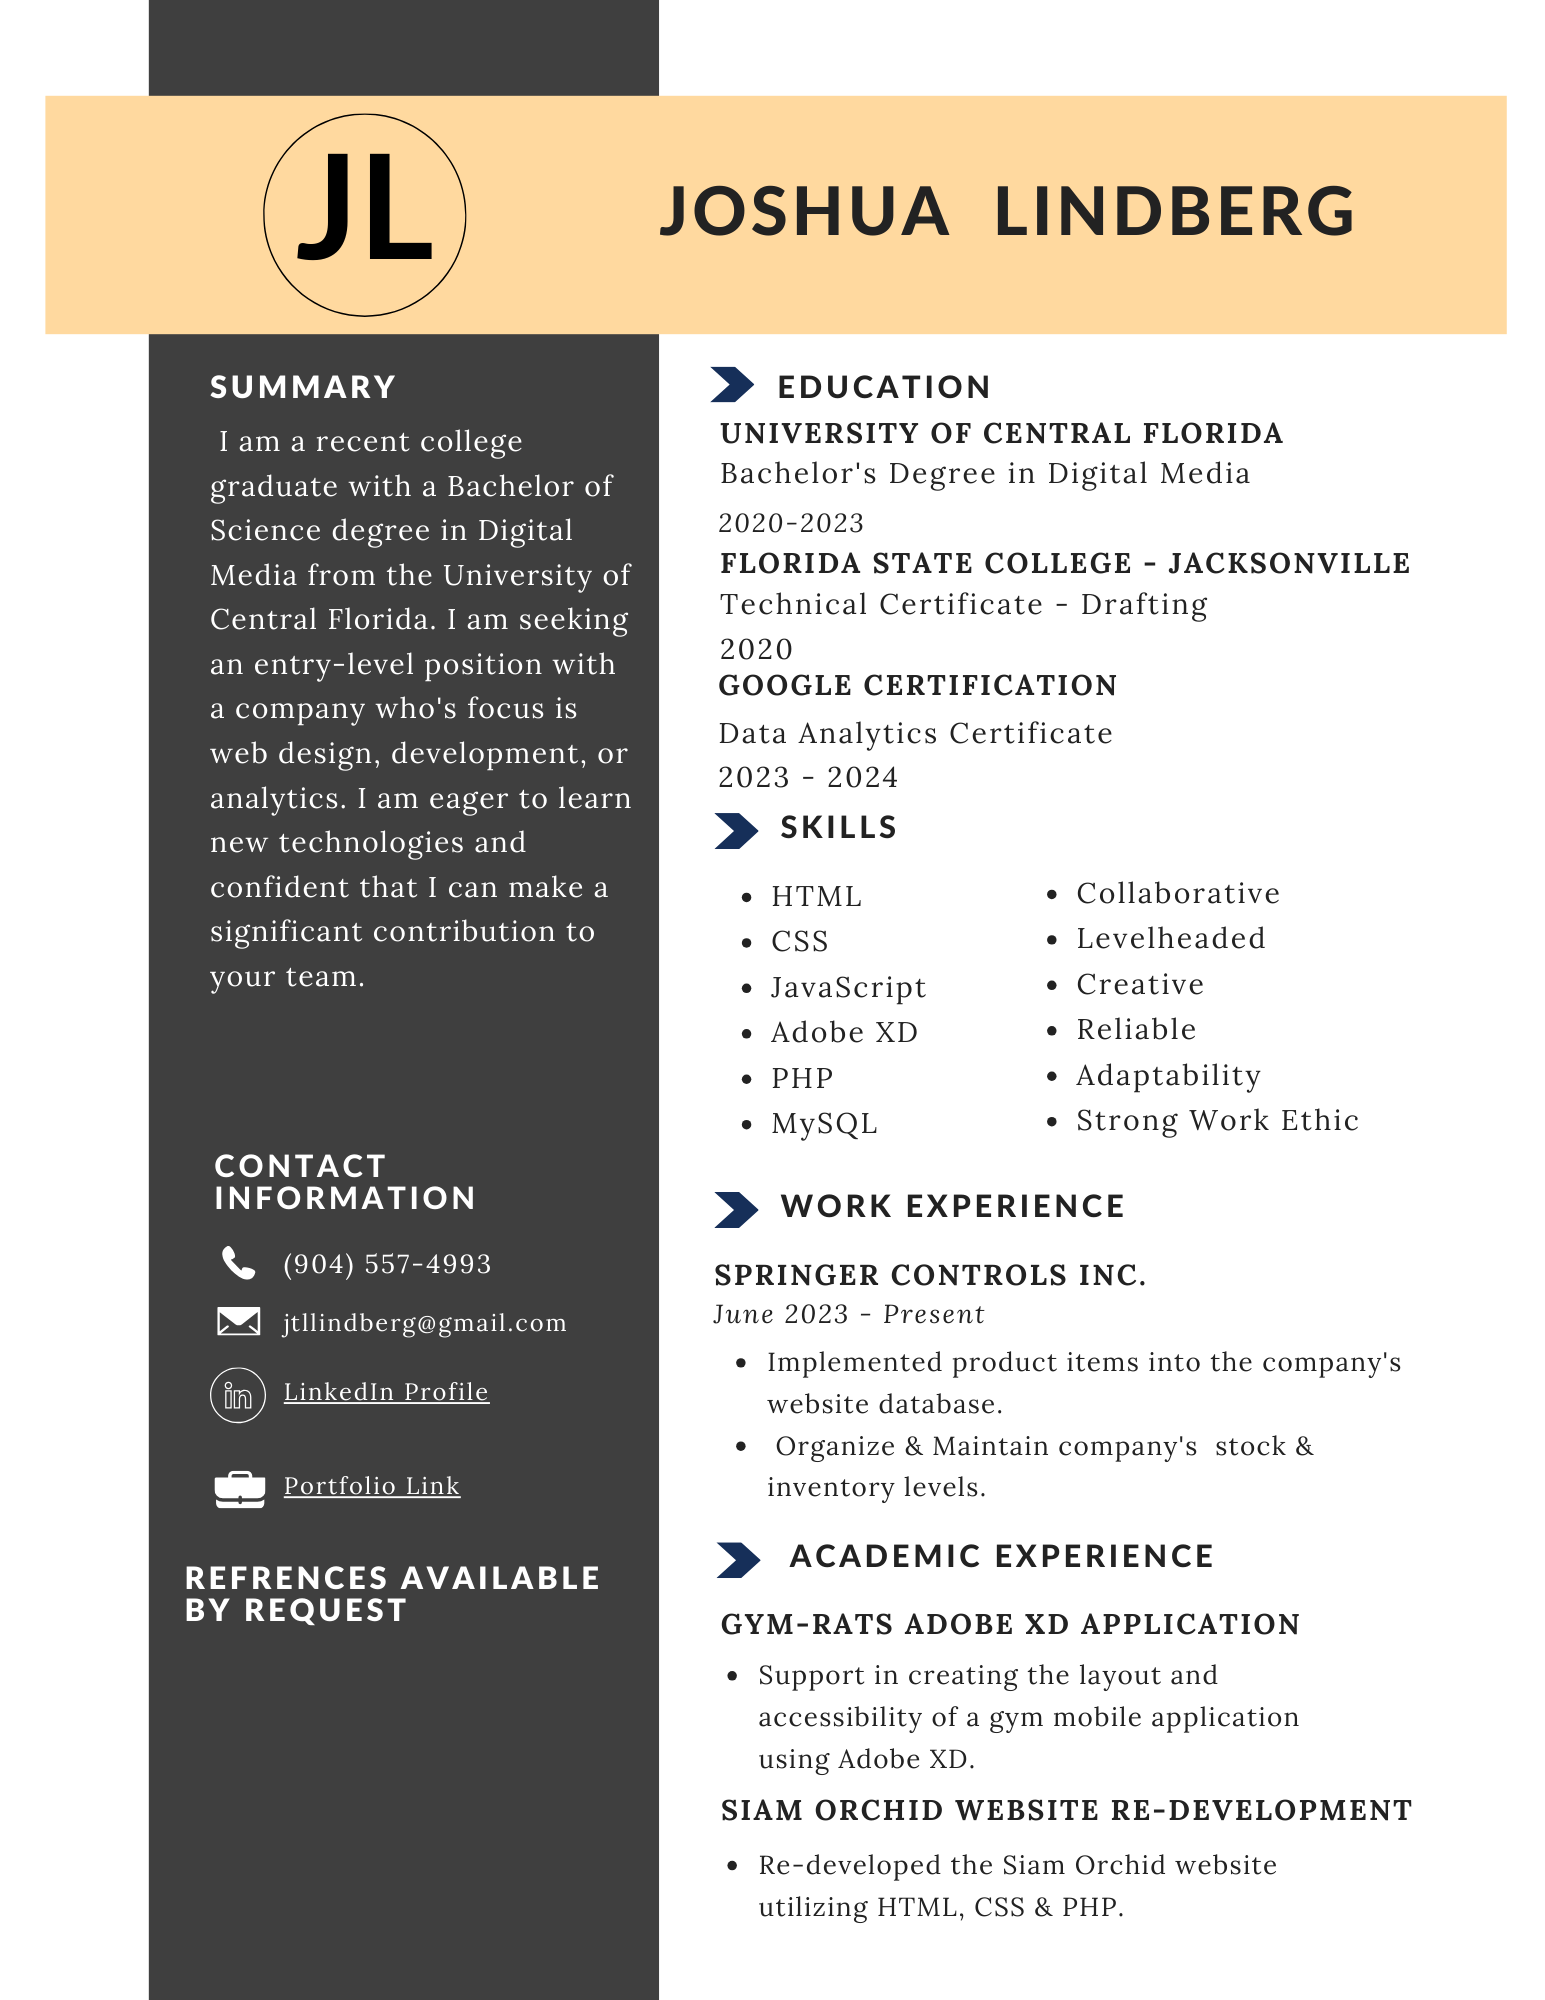 JL
JOSHUA LINDBERG
SUMMARY
I am a recent college
graduate with a Bachelor of
Science degree in Digital
Media from the University of
Central Florida. I am seeking
an entry-level position with
a company who's focus is
web design, development, or
analytics. I am eager to learn
new technologies and
confident that I can make a
significant contribution to
your team.
CONTACT
INFORMATION
(904) 557-4993
jtllindberg@gmail.com
in
LinkedIn Profile
Portfolio Link
REFRENCES AVAILABLE
BY REQUEST
EDUCATION
UNIVERSITY OF CENTRAL FLORIDA
Bachelor's Degree in Digital Media
2020-2023
FLORIDA STATE COLLEGE - JACKSONVILLE
Technical Certificate - Drafting
2020
GOOGLE CERTIFICATION
Data Analytics Certificate
2023 - 2024
SKILLS
• HTML
• CSS
• JavaScript
• Adobe XD
• PHP
• MySQL
• Collaborative
• Levelheaded
• Creative
• Reliable
• Adaptability
• Strong Work Ethic
WORK EXPERIENCE
SPRINGER CONTROLS INC.
June 2023 - Present
• Implemented product items into the company's
website database.
• Organize & Maintain company's stock &
inventory levels.
ACADEMIC EXPERIENCE
GYM-RATS ADOBE XD APPLICATION
• Support in creating the layout and
accessibility of a gym mobile application
using Adobe XD.
SIAM ORCHID WEBSITE RE-DEVELOPMENT
• Re-developed the Siam Orchid website
utilizing HTML, CSS & PHP.